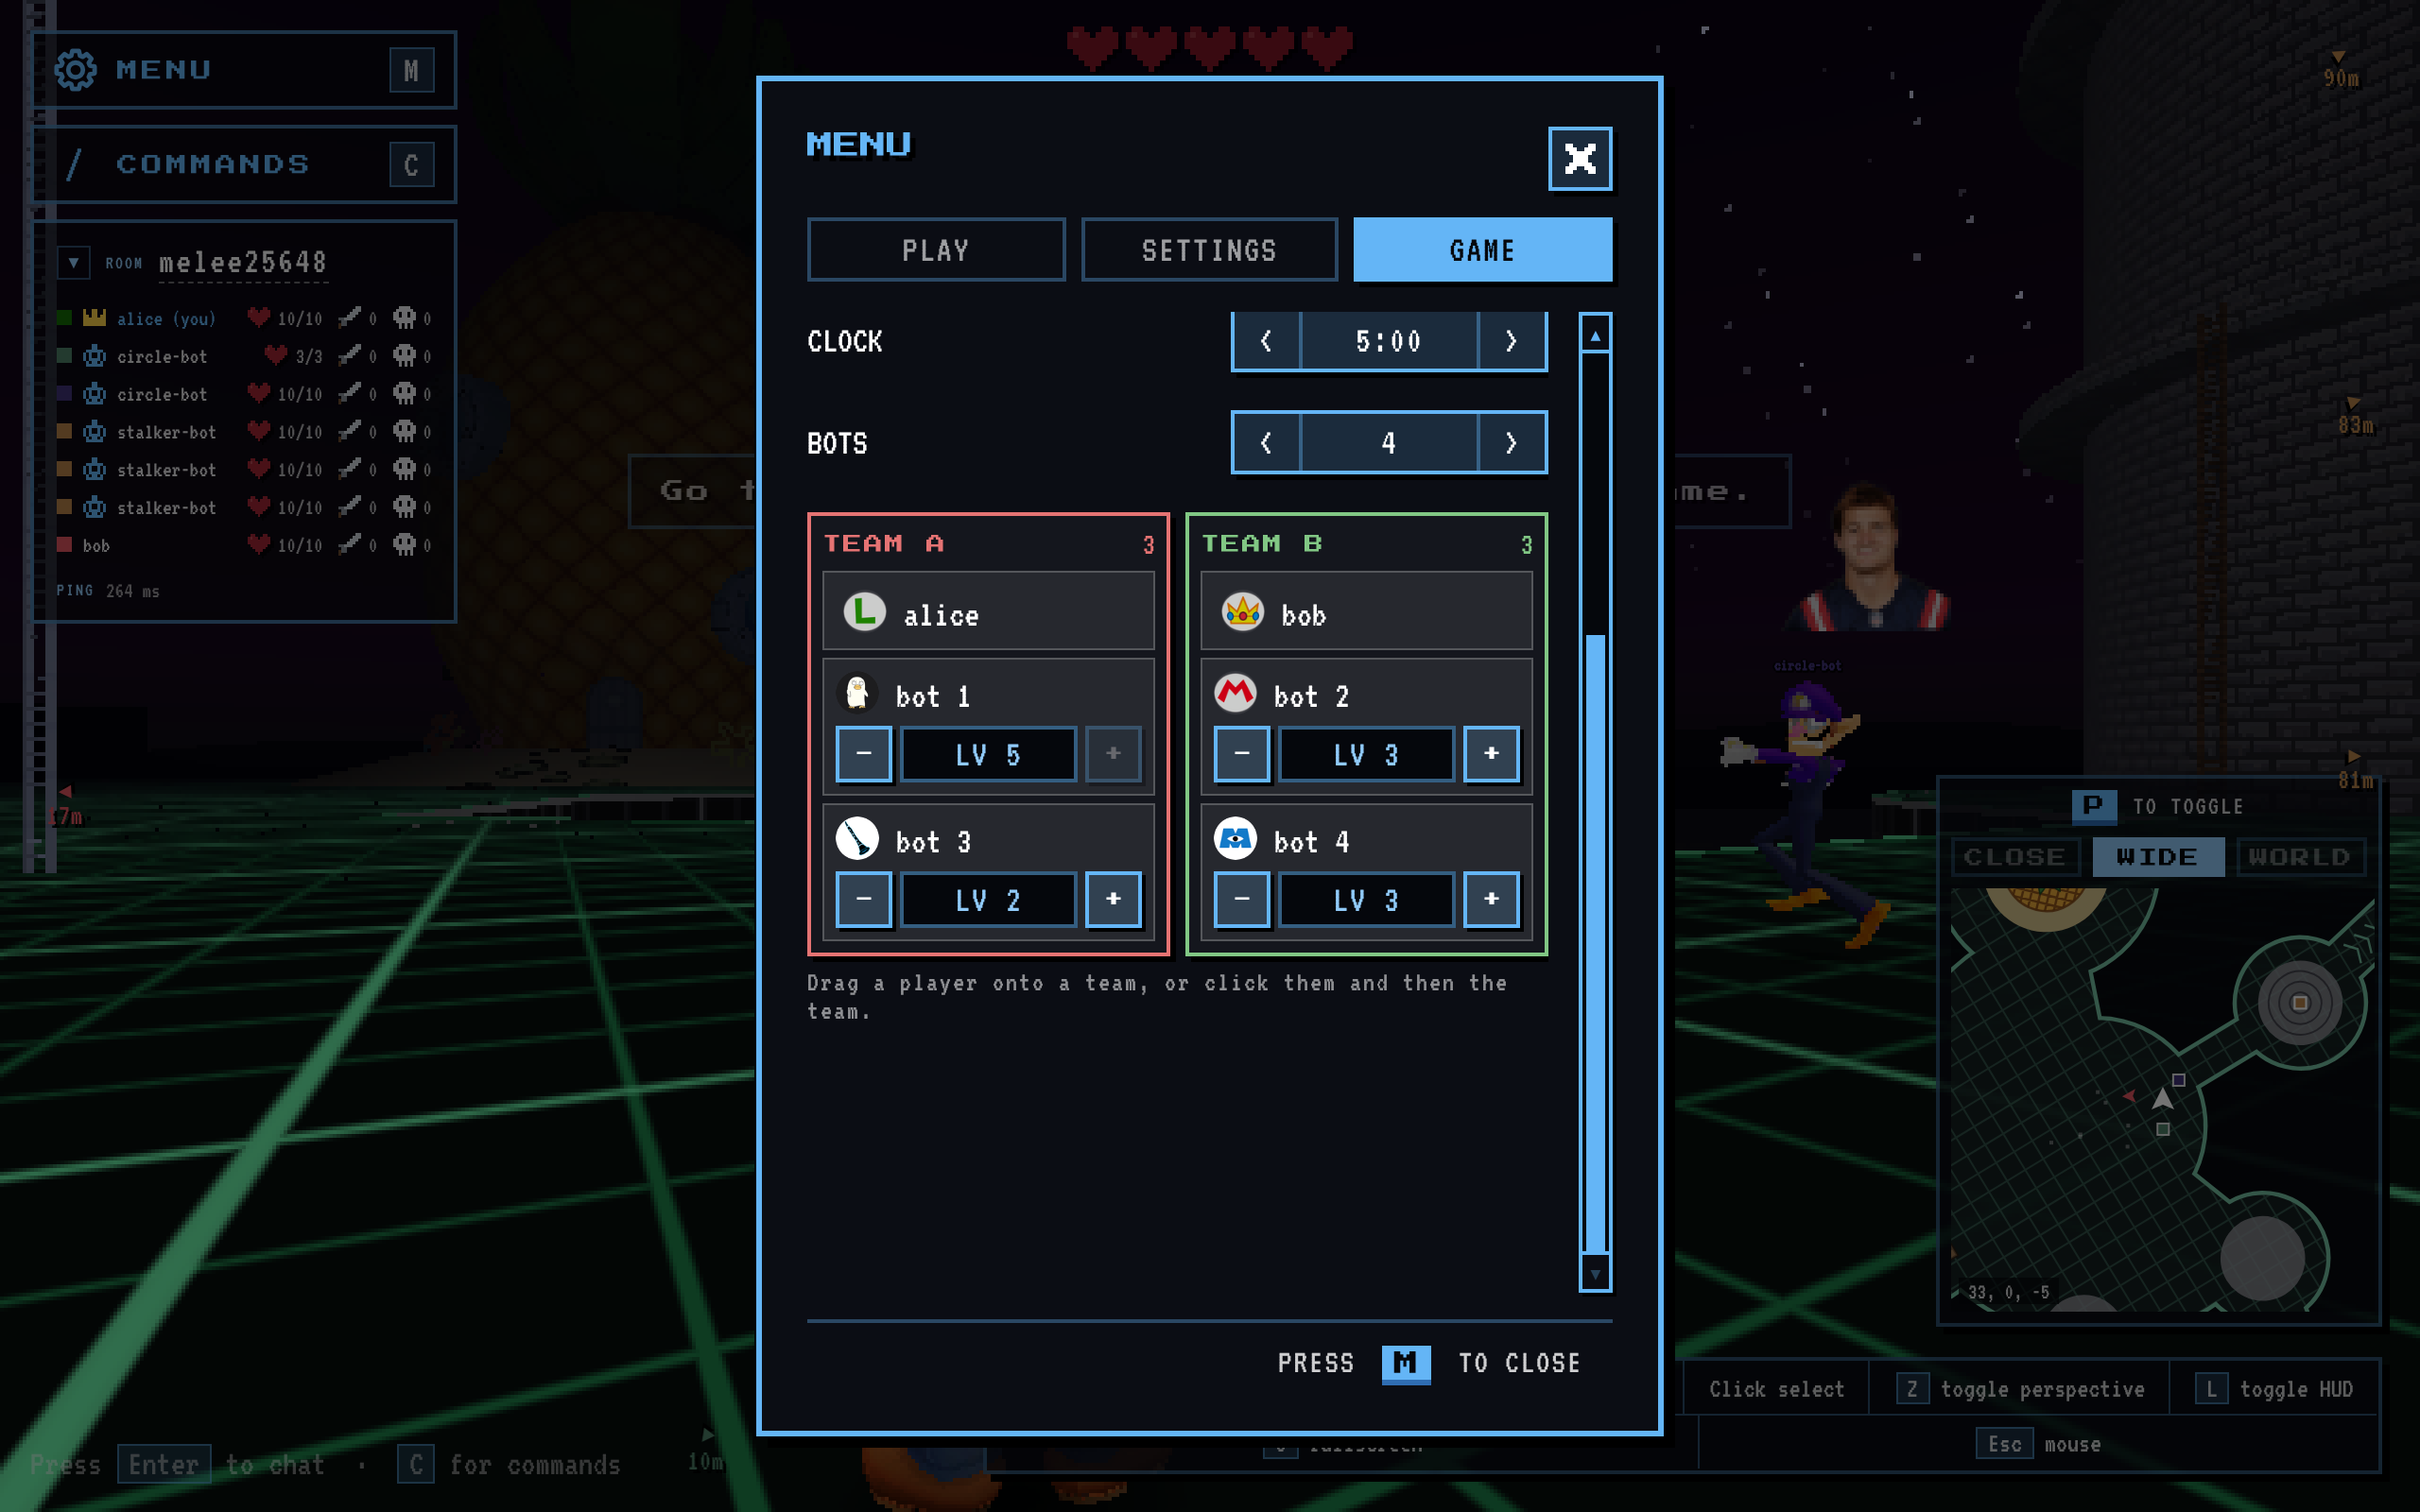 MENU M
/ COMMANDS C
ROOM melee25648
alice (you) 10/10 0 0
circle-bot 3/3 0 0
circle-bot 10/10 0 0
stalker-bot 10/10 0 0
stalker-bot 10/10 0 0
stalker-bot 10/10 0 0
bob 10/10 0 0
PING 264 ms
Go
me.
MENU
PLAY SETTINGS GAME
CLOCK 5:00
BOTS 4
TEAM A 3
L alice
bot 1
- LV 5 +
bot 3
- LV 2 +
TEAM B 3
bob
M bot 2
- LV 3 +
bot 4
- LV 3 +
Drag a player onto a team, or click them and then the
team.
PRESS M TO CLOSE
90m
83m
81m
circle-bot
P TO TOGGLE
CLOSE WIDE WORLD
33, 0, -5
Click select Z toggle perspective L toggle HUD
Esc mouse
Press Enter to chat · C for commands
10m